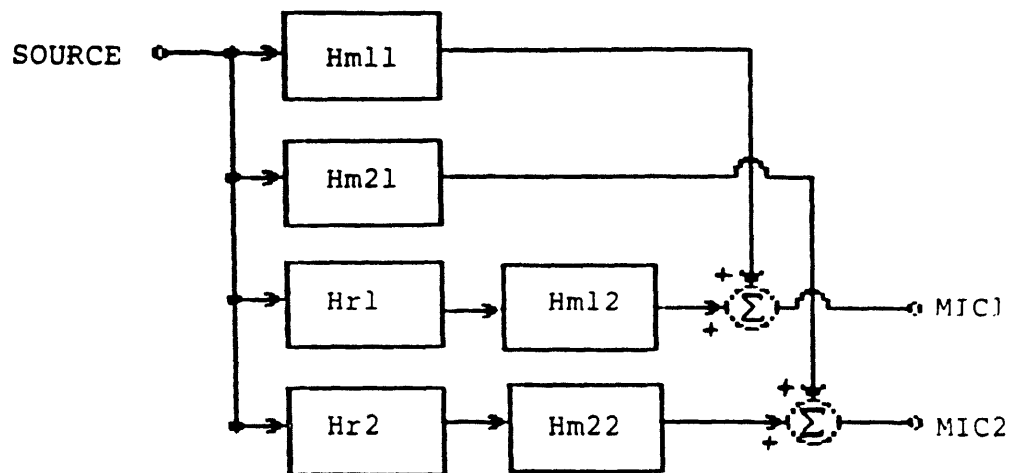 SOURCE
Hm11
Hm21
Hr1
Hm12
+
+
Σ
MIC1
Hr2
Hm22
+
+
Σ
MIC2